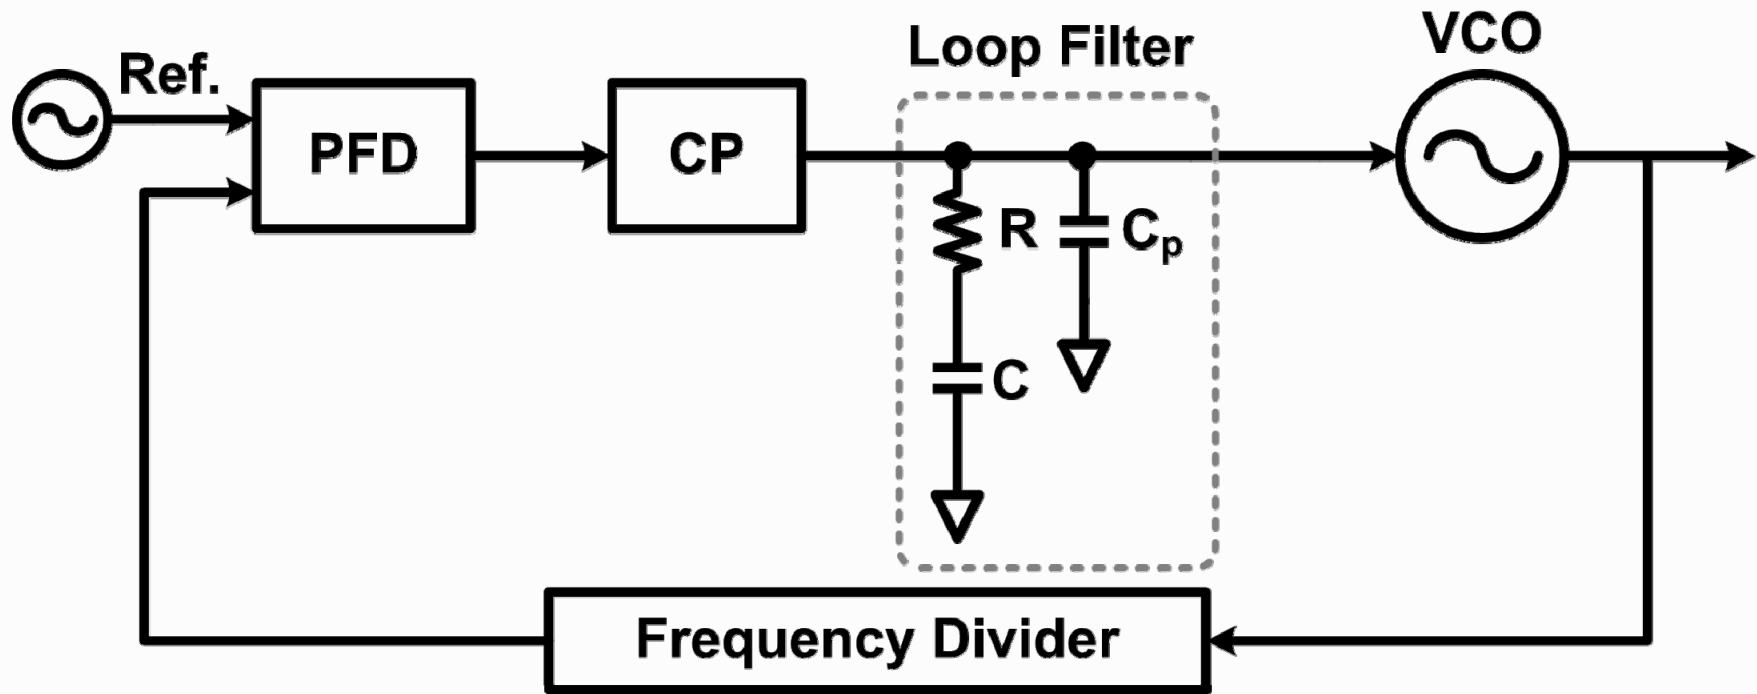 Ref.
PFD
CP
Loop Filter
R
Cp
C
VCO
Frequency Divider